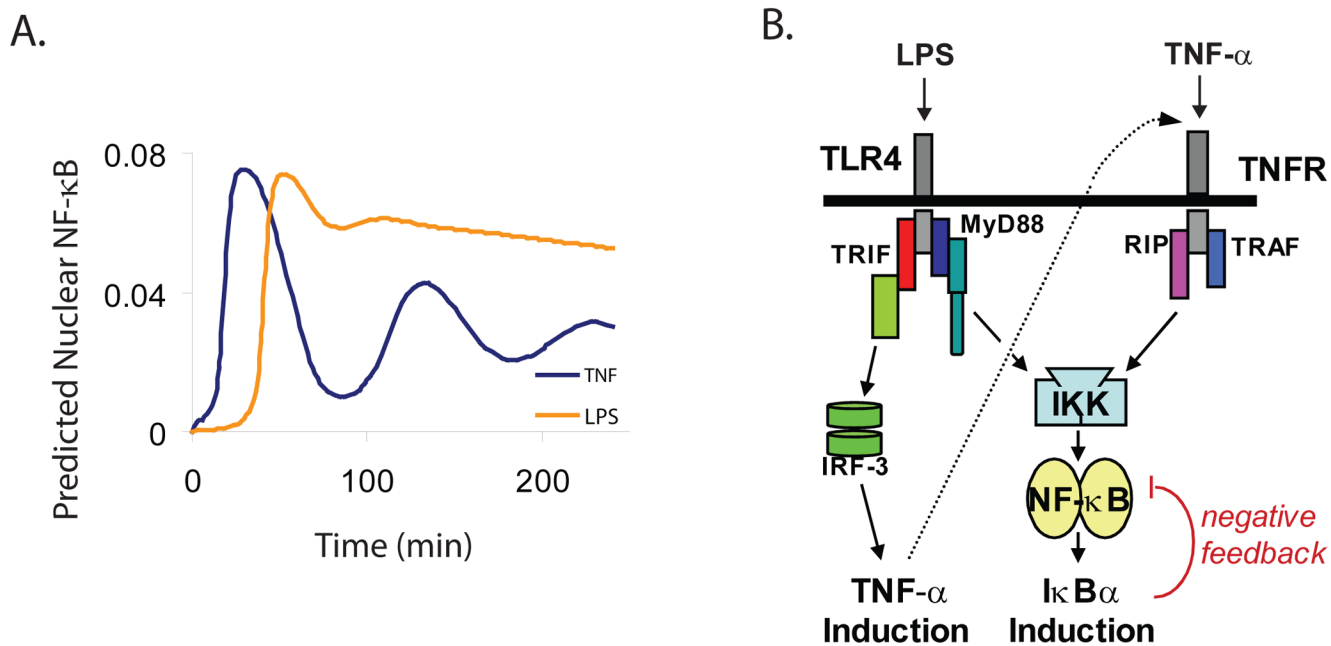 A.
Predicted Nuclear NF-κB
0.08
0.04
0
0
100
200
Time (min)
TNF
LPS
B.
LPS
TNF-α
TLR4
TNFR
MyD88
TRIF
RIP
TRAF
IKK
IRF-3
NF-κB
negative
feedback
TNF-α
Induction
IκBα
Induction